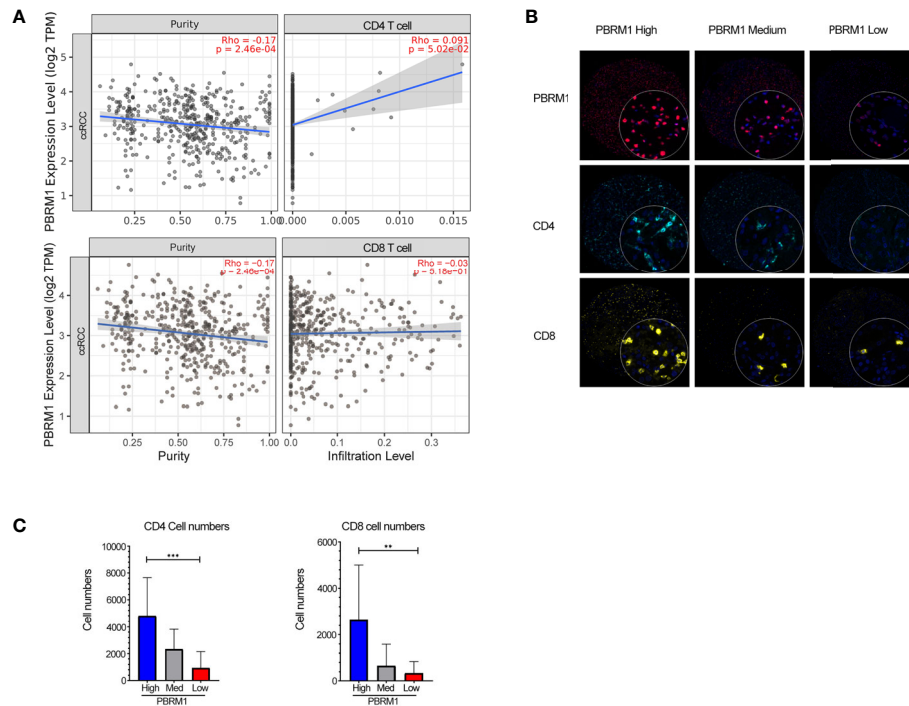 A
Purity
CD4 T cell
Rho = −0.17
p = 2.46e−04
Rho = 0.091
p = 5.02e−02
PBRM1 Expression Level (log2 TPM)
ccRCC
5
4
3
2
1
0.25 0.50 0.75 1.00
0.000 0.005 0.010 0.015
Purity
CD8 T cell
Rho = −0.17
p = 2.46e−04
Rho = −0.03
p = 5.18e−01
PBRM1 Expression Level (log2 TPM)
ccRCC
4
3
2
1
0.25 0.50 0.75 1.00
0.0 0.1 0.2 0.3
Purity
Infiltration Level
B
PBRM1 High
PBRM1 Medium
PBRM1 Low
PBRM1
CD4
CD8
C
CD4 Cell numbers
Cell numbers
10000
8000
6000
4000
2000
0
***
High Med Low
PBRM1
CD8 cell numbers
Cell numbers
6000
4000
2000
0
**
High Med Low
PBRM1